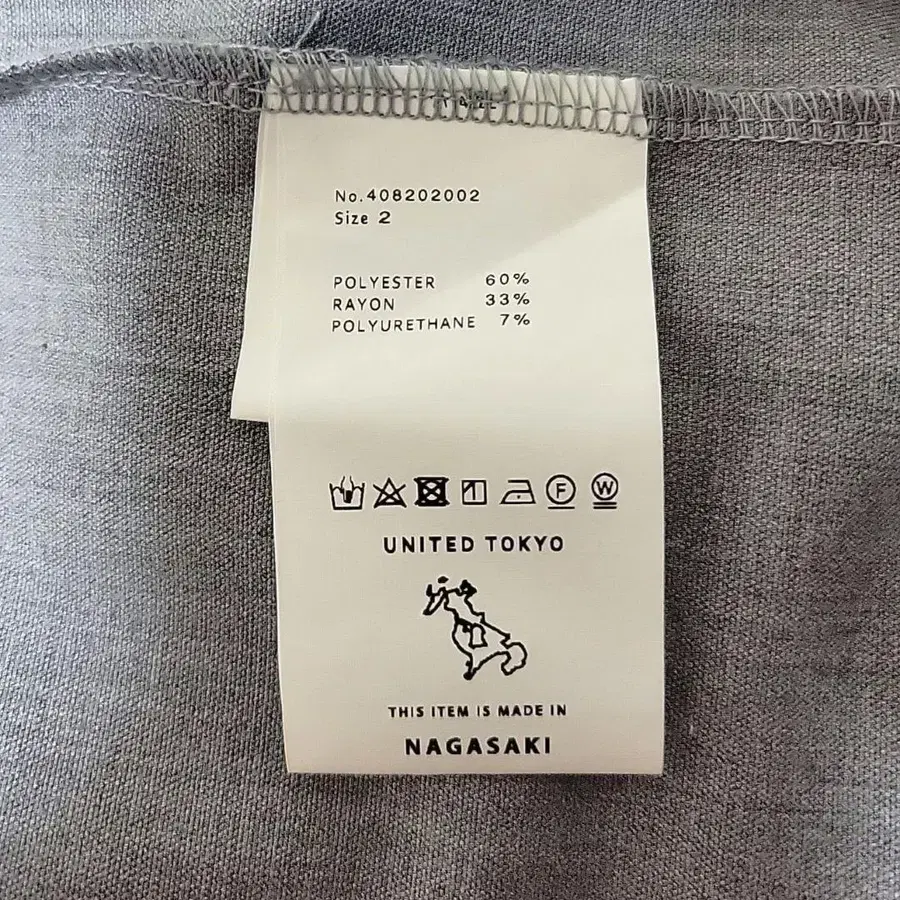 No.408202002
Size 2
POLYESTER 60%
RAYON 33%
POLYURETHANE 7%
F W
UNITED TOKYO
THIS ITEM IS MADE IN
NAGASAKI